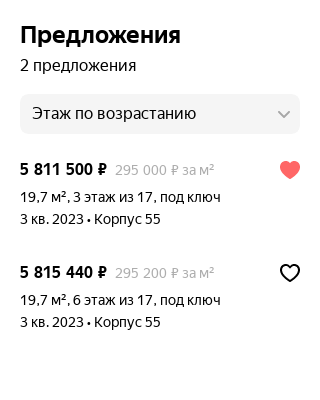 Предложения
2 предложения
Этаж по возрастанию
5 811 500 ₽ 295 000 ₽ за м²
19,7 м², 3 этаж из 17, под ключ
3 кв. 2023 • Корпус 55
5 815 440 ₽ 295 200 ₽ за м²
19,7 м², 6 этаж из 17, под ключ
3 кв. 2023 • Корпус 55